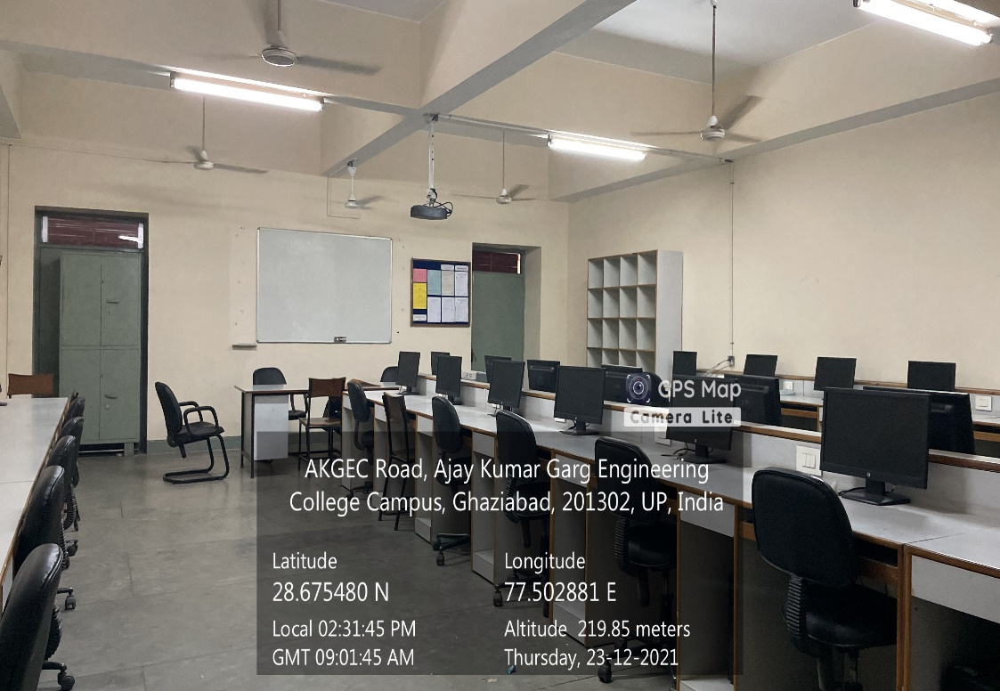 GPS Map
Camera Lite
AKGEC Road, Ajay Kumar Garg Engineering
College Campus, Ghaziabad, 201302, UP, India
Latitude
28.675480 N
Longitude
77.502881 E
Local 02:31:45 PM
GMT 09:01:45 AM
Altitude 219.85 meters
Thursday, 23-12-2021